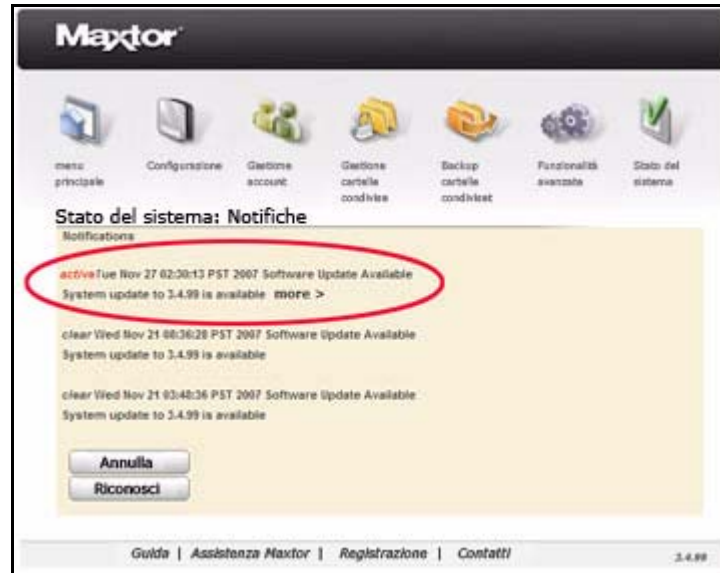 Maxtor
menu principale
Configurazione
Gestione account
Gestione cartelle condivise
Backup cartelle condiviset
Funzionalità avanzate
Stato del sistema
Stato del sistema: Notifiche
Notifications
active Tue Nov 27 02:30:13 PST 2007 Software Update Available
System update to 3.4.99 is available more >
clear Wed Nov 21 08:36:28 PST 2007 Software Update Available
System update to 3.4.99 is available
clear Wed Nov 21 03:48:36 PST 2007 Software Update Available
System update to 3.4.99 is available
Annulla
Riconosci
Guida | Assistenza Maxtor | Registrazione | Contatti
3.4.99